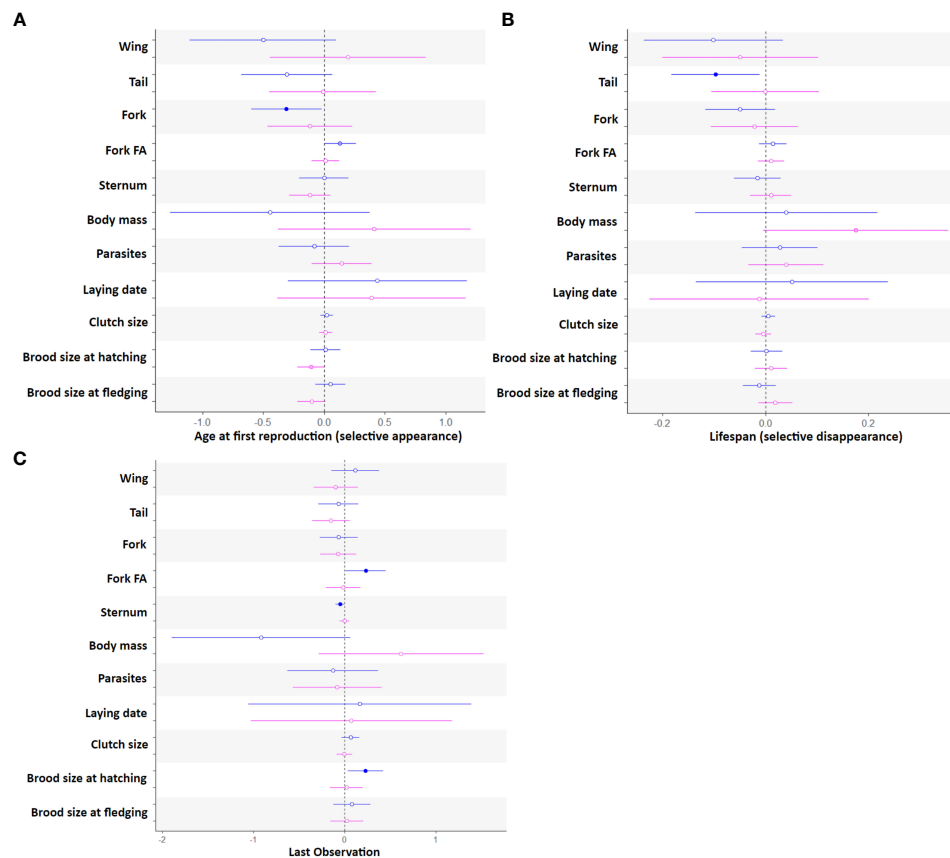 A
Wing
Tail
Fork
Fork FA
Sternum
Body mass
Parasites
Laying date
Clutch size
Brood size at hatching
Brood size at fledging
-1.0 -0.5 0.0 0.5 1.0
Age at first reproduction (selective appearance)
B
Wing
Tail
Fork
Fork FA
Sternum
Body mass
Parasites
Laying date
Clutch size
Brood size at hatching
Brood size at fledging
-0.2 0.0 0.2
Lifespan (selective disappearance)
C
Wing
Tail
Fork
Fork FA
Sternum
Body mass
Parasites
Laying date
Clutch size
Brood size at hatching
Brood size at fledging
-2 -1 0 1
Last Observation